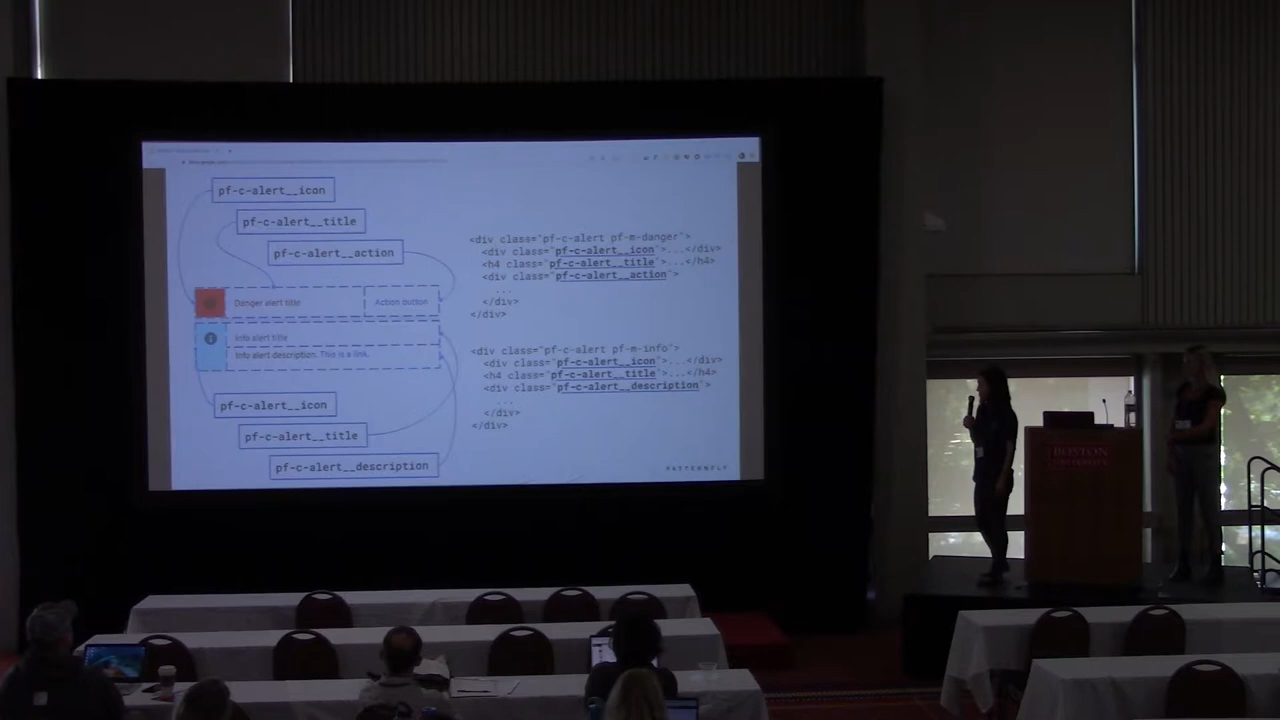 pf-c-alert__icon
pf-c-alert__title
pf-c-alert__action
Danger alert title
Action button
Info alert title
Info alert description. This is a link.
pf-c-alert__icon
pf-c-alert__title
pf-c-alert__description
<div class="pf-c-alert pf-m-danger">
<div class="pf-c-alert__icon">...</div>
<h4 class="pf-c-alert__title">...</h4>
<div class="pf-c-alert__action">
...
</div>
</div>
<div class="pf-c-alert pf-m-info">
<div class="pf-c-alert__icon">...</div>
<h4 class="pf-c-alert__title">...</h4>
<div class="pf-c-alert__description">
...
</div>
</div>
PATTERNFLY
BOSTON
UNIVERSITY